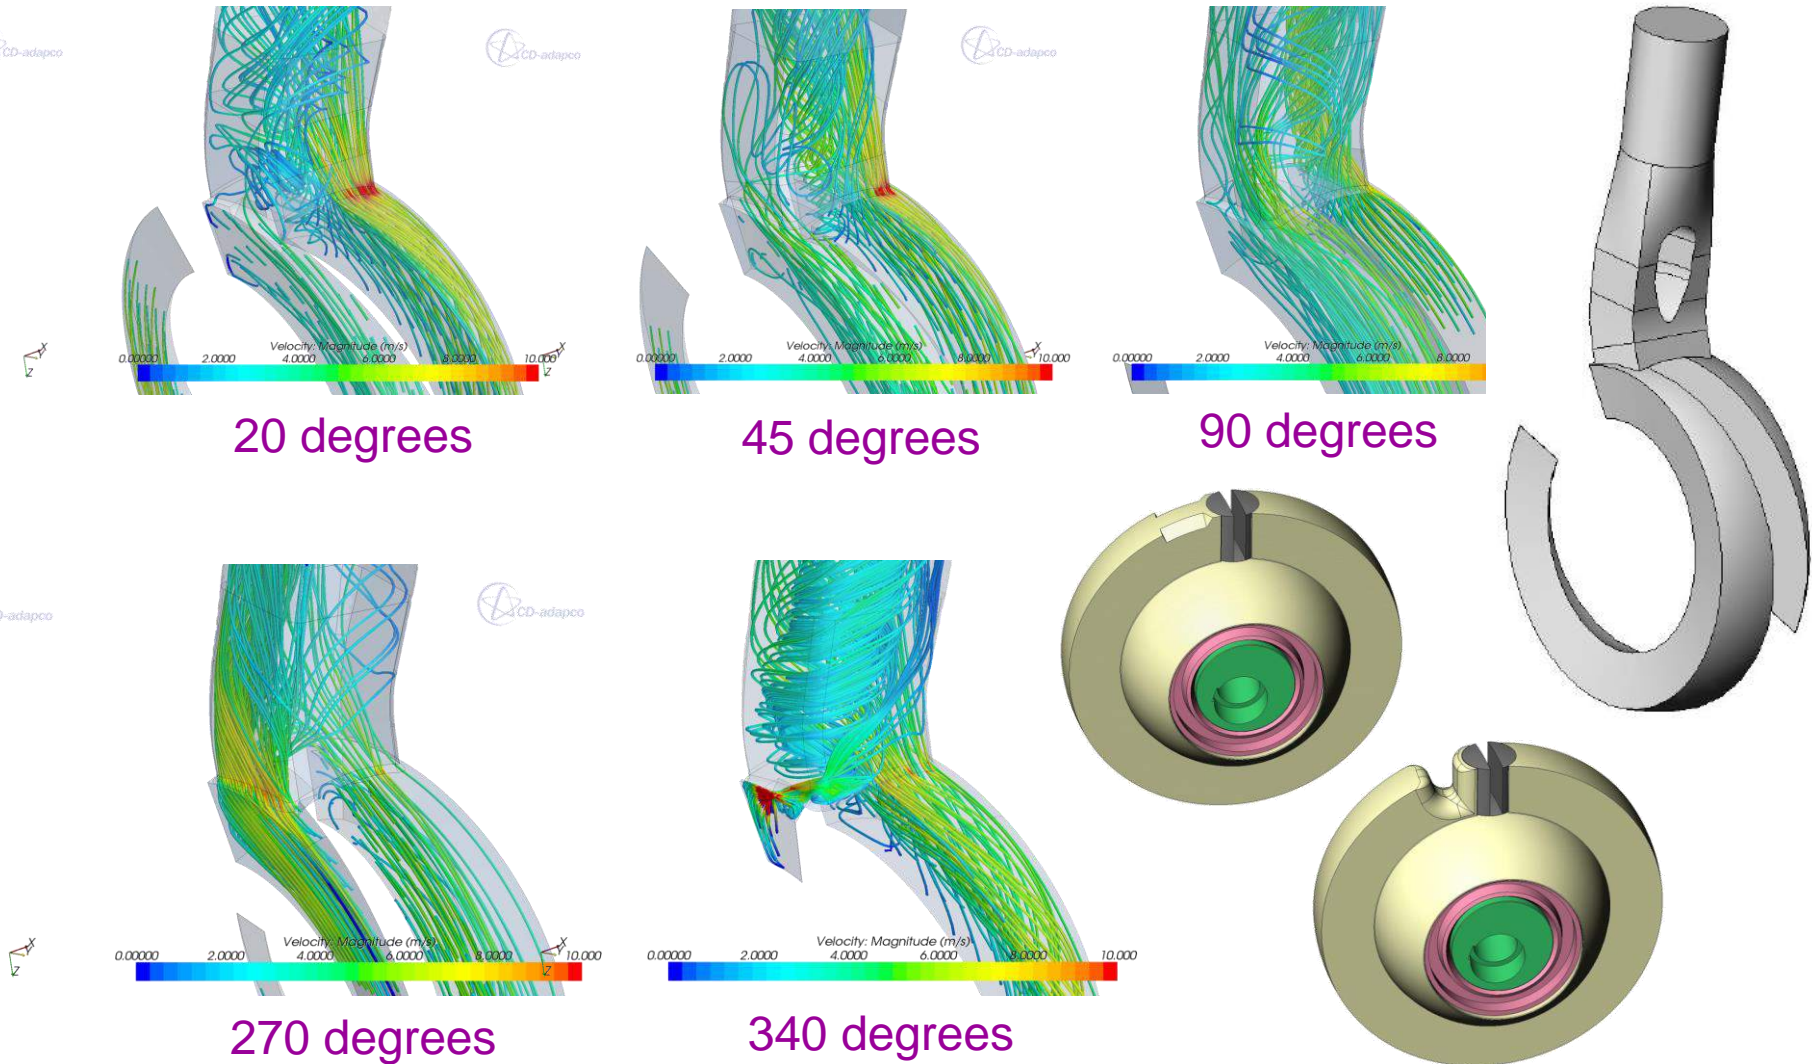 CD-adapco
CD-adapco
CD-adapco
X
Y
Z
Velocity: Magnitude (m/s)
0.00000 2.0000 4.0000 6.0000 8.0000 10.000
X
Z
Velocity: Magnitude (m/s)
0.00000 2.0000 4.0000 6.0000 8.0000 10.000
X
Z
Velocity: Magnitude (m/s)
0.00000 2.0000 4.0000 6.0000 8.0000
20 degrees
45 degrees
90 degrees
D-adapco
CD-adapco
X
Y
Z
Velocity: Magnitude (m/s)
0.00000 2.0000 4.0000 6.0000 8.0000 10.000
X
Y
Z
Velocity: Magnitude (m/s)
0.00000 2.0000 4.0000 6.0000 8.0000 10.000
270 degrees
340 degrees